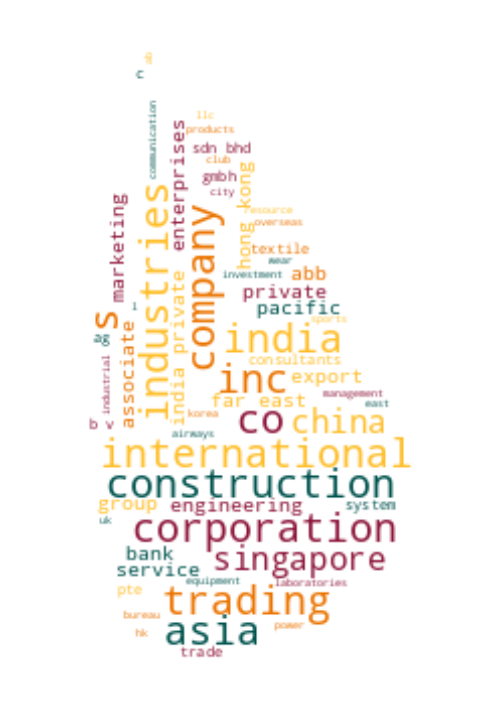 ab
c
communication
llc
products
enterprises
sdn bhd
club
gmbh
city
kong
hong
marketing
industries
company
resource
overseas
textile
wear
investment
abb
private
pacific
sports
s
ag
associate
india private
india
consultants
industrial
v
b
inc
export
far east
management
east
korea
co
china
airways
international
construction
group
engineering
system
uk
corporation
bank
singapore
service
equipment
laboratories
pte
trading
bureau
power
hk
asia
trade